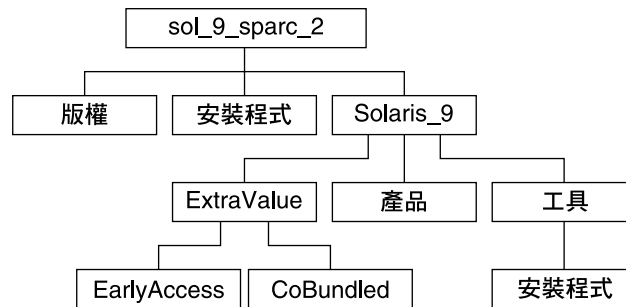 sol_9_sparc_2
版權
安裝程式
Solaris_9
ExtraValue
產品
工具
EarlyAccess
CoBundled
安裝程式